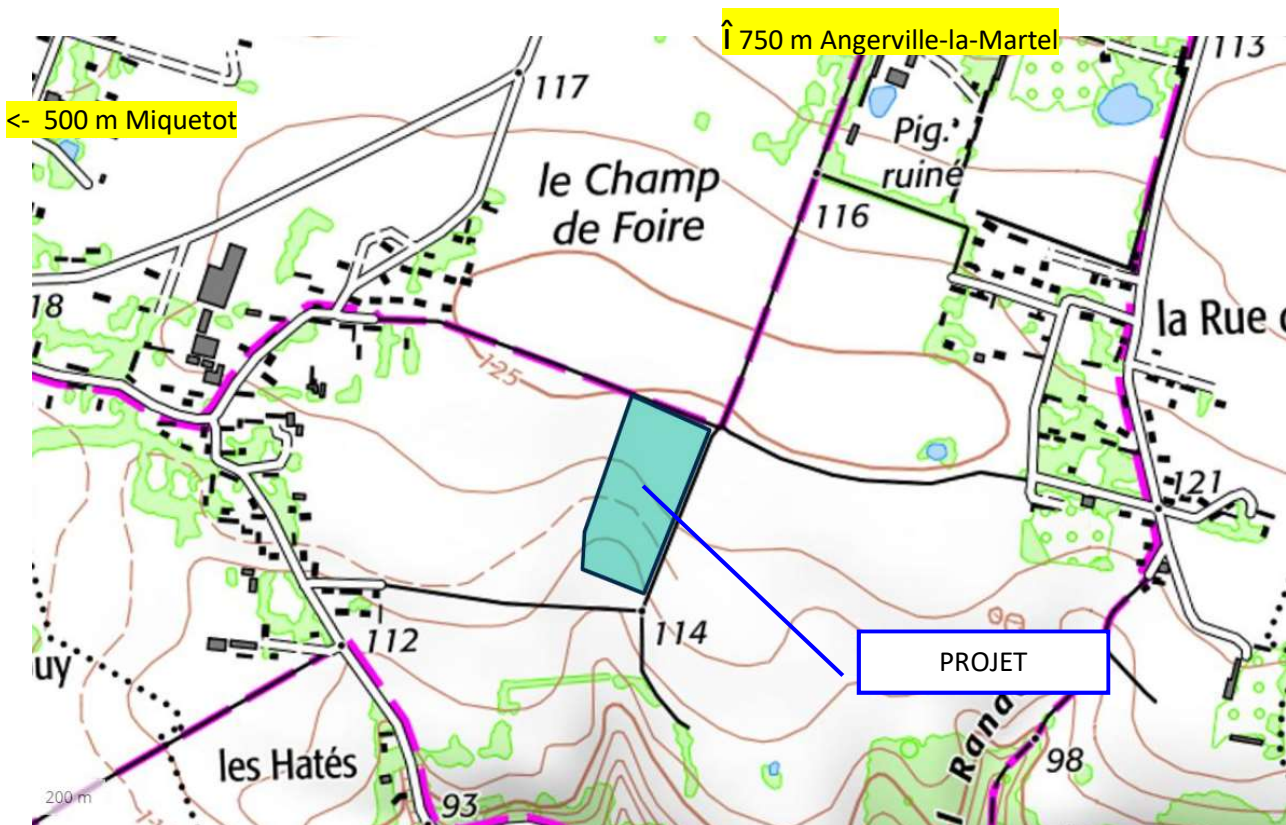 Î 750 m Angerville-la-Martel
<- 500 m Miquetot
117
113
Pig.
ruiné
le Champ
de Foire
116
18
la Rue
125
121
114
PROJET
112
uy
les Hatés
98
93
200 m